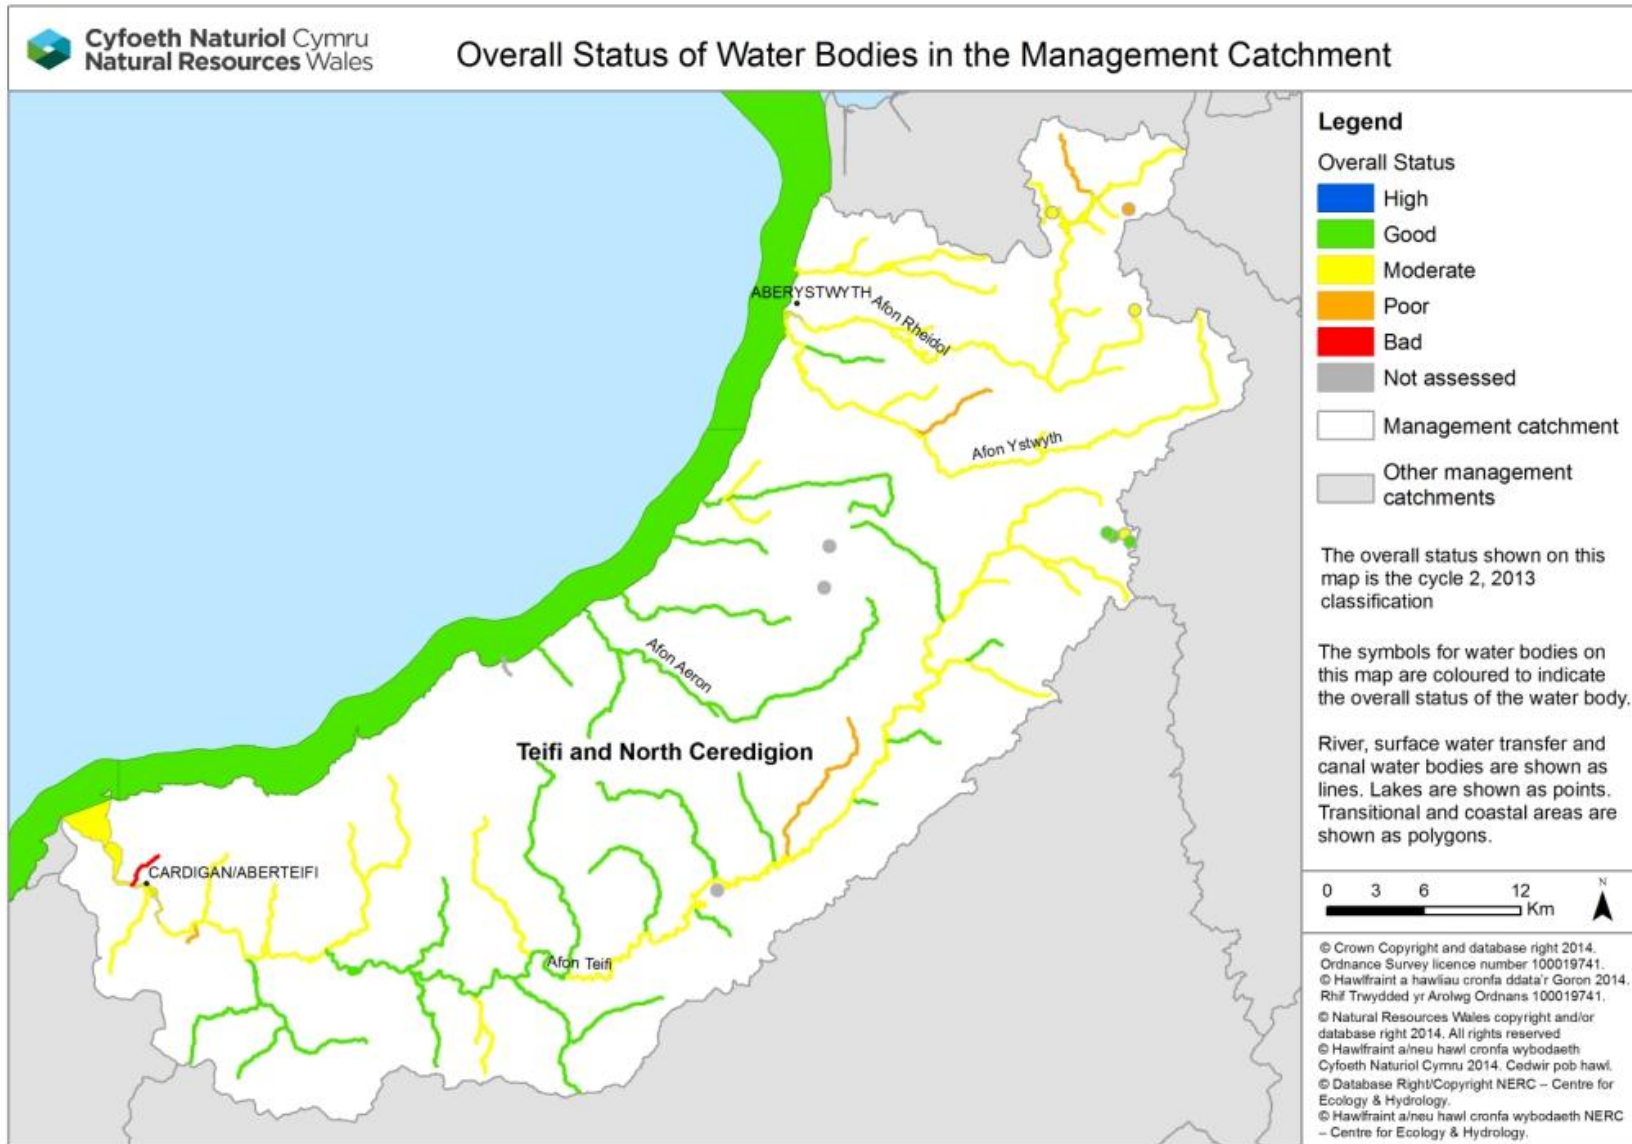 Cyfoeth Naturiol Cymru
Natural Resources Wales
Overall Status of Water Bodies in the Management Catchment
ABERYSTWYTH
Afon Rheidol
Afon Ystwyth
Afon Aeron
Teifi and North Ceredigion
CARDIGAN/ABERTEIFI
Afon Teifi
Legend
Overall Status
High
Good
Moderate
Poor
Bad
Not assessed
Management catchment
Other management
catchments
The overall status shown on this
map is the cycle 2, 2013
classification
The symbols for water bodies on
this map are coloured to indicate
the overall status of the water body.
River, surface water transfer and
canal water bodies are shown as
lines. Lakes are shown as points.
Transitional and coastal areas are
shown as polygons.
0 3 6 12
Km
N
© Crown Copyright and database right 2014.
Ordnance Survey licence number 100019741.
© Hawlfraint a hawliau cronfa ddata'r Goron 2014.
Rhif Trwydded yr Arolwg Ordnans 100019741.
© Natural Resources Wales copyright and/or
database right 2014. All rights reserved
© Hawlfraint a/neu hawl cronfa wybodaeth
Cyfoeth Naturiol Cymru 2014. Cedwir pob hawl.
© Database Right/Copyright NERC – Centre for
Ecology & Hydrology.
© Hawlfraint a/neu hawl cronfa wybodaeth NERC
– Centre for Ecology & Hydrology.